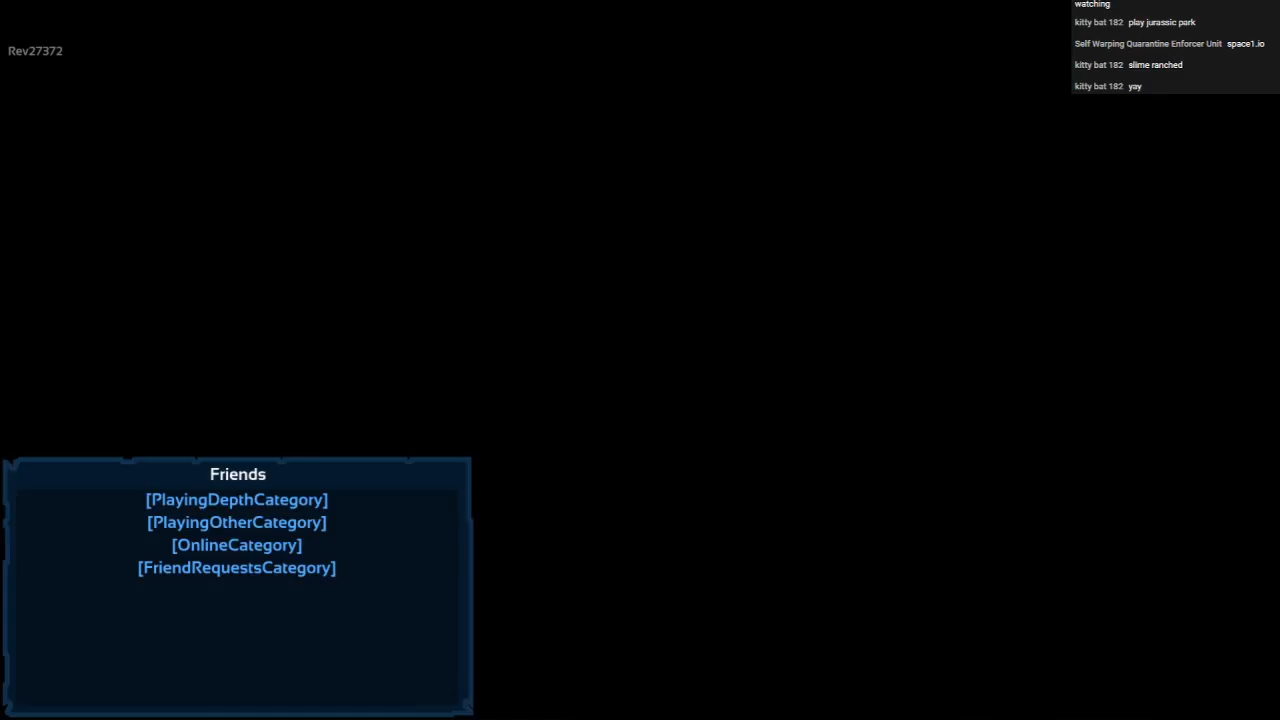 watching
kitty bat 182 play jurassic park
Rev27372
Self Warping Quarantine Enforcer Unit space1.io
kitty bat 182 slime ranched
kitty bat 182 yay
Friends
[PlayingDepthCategory]
[PlayingOtherCategory]
[OnlineCategory]
[FriendRequestsCategory]